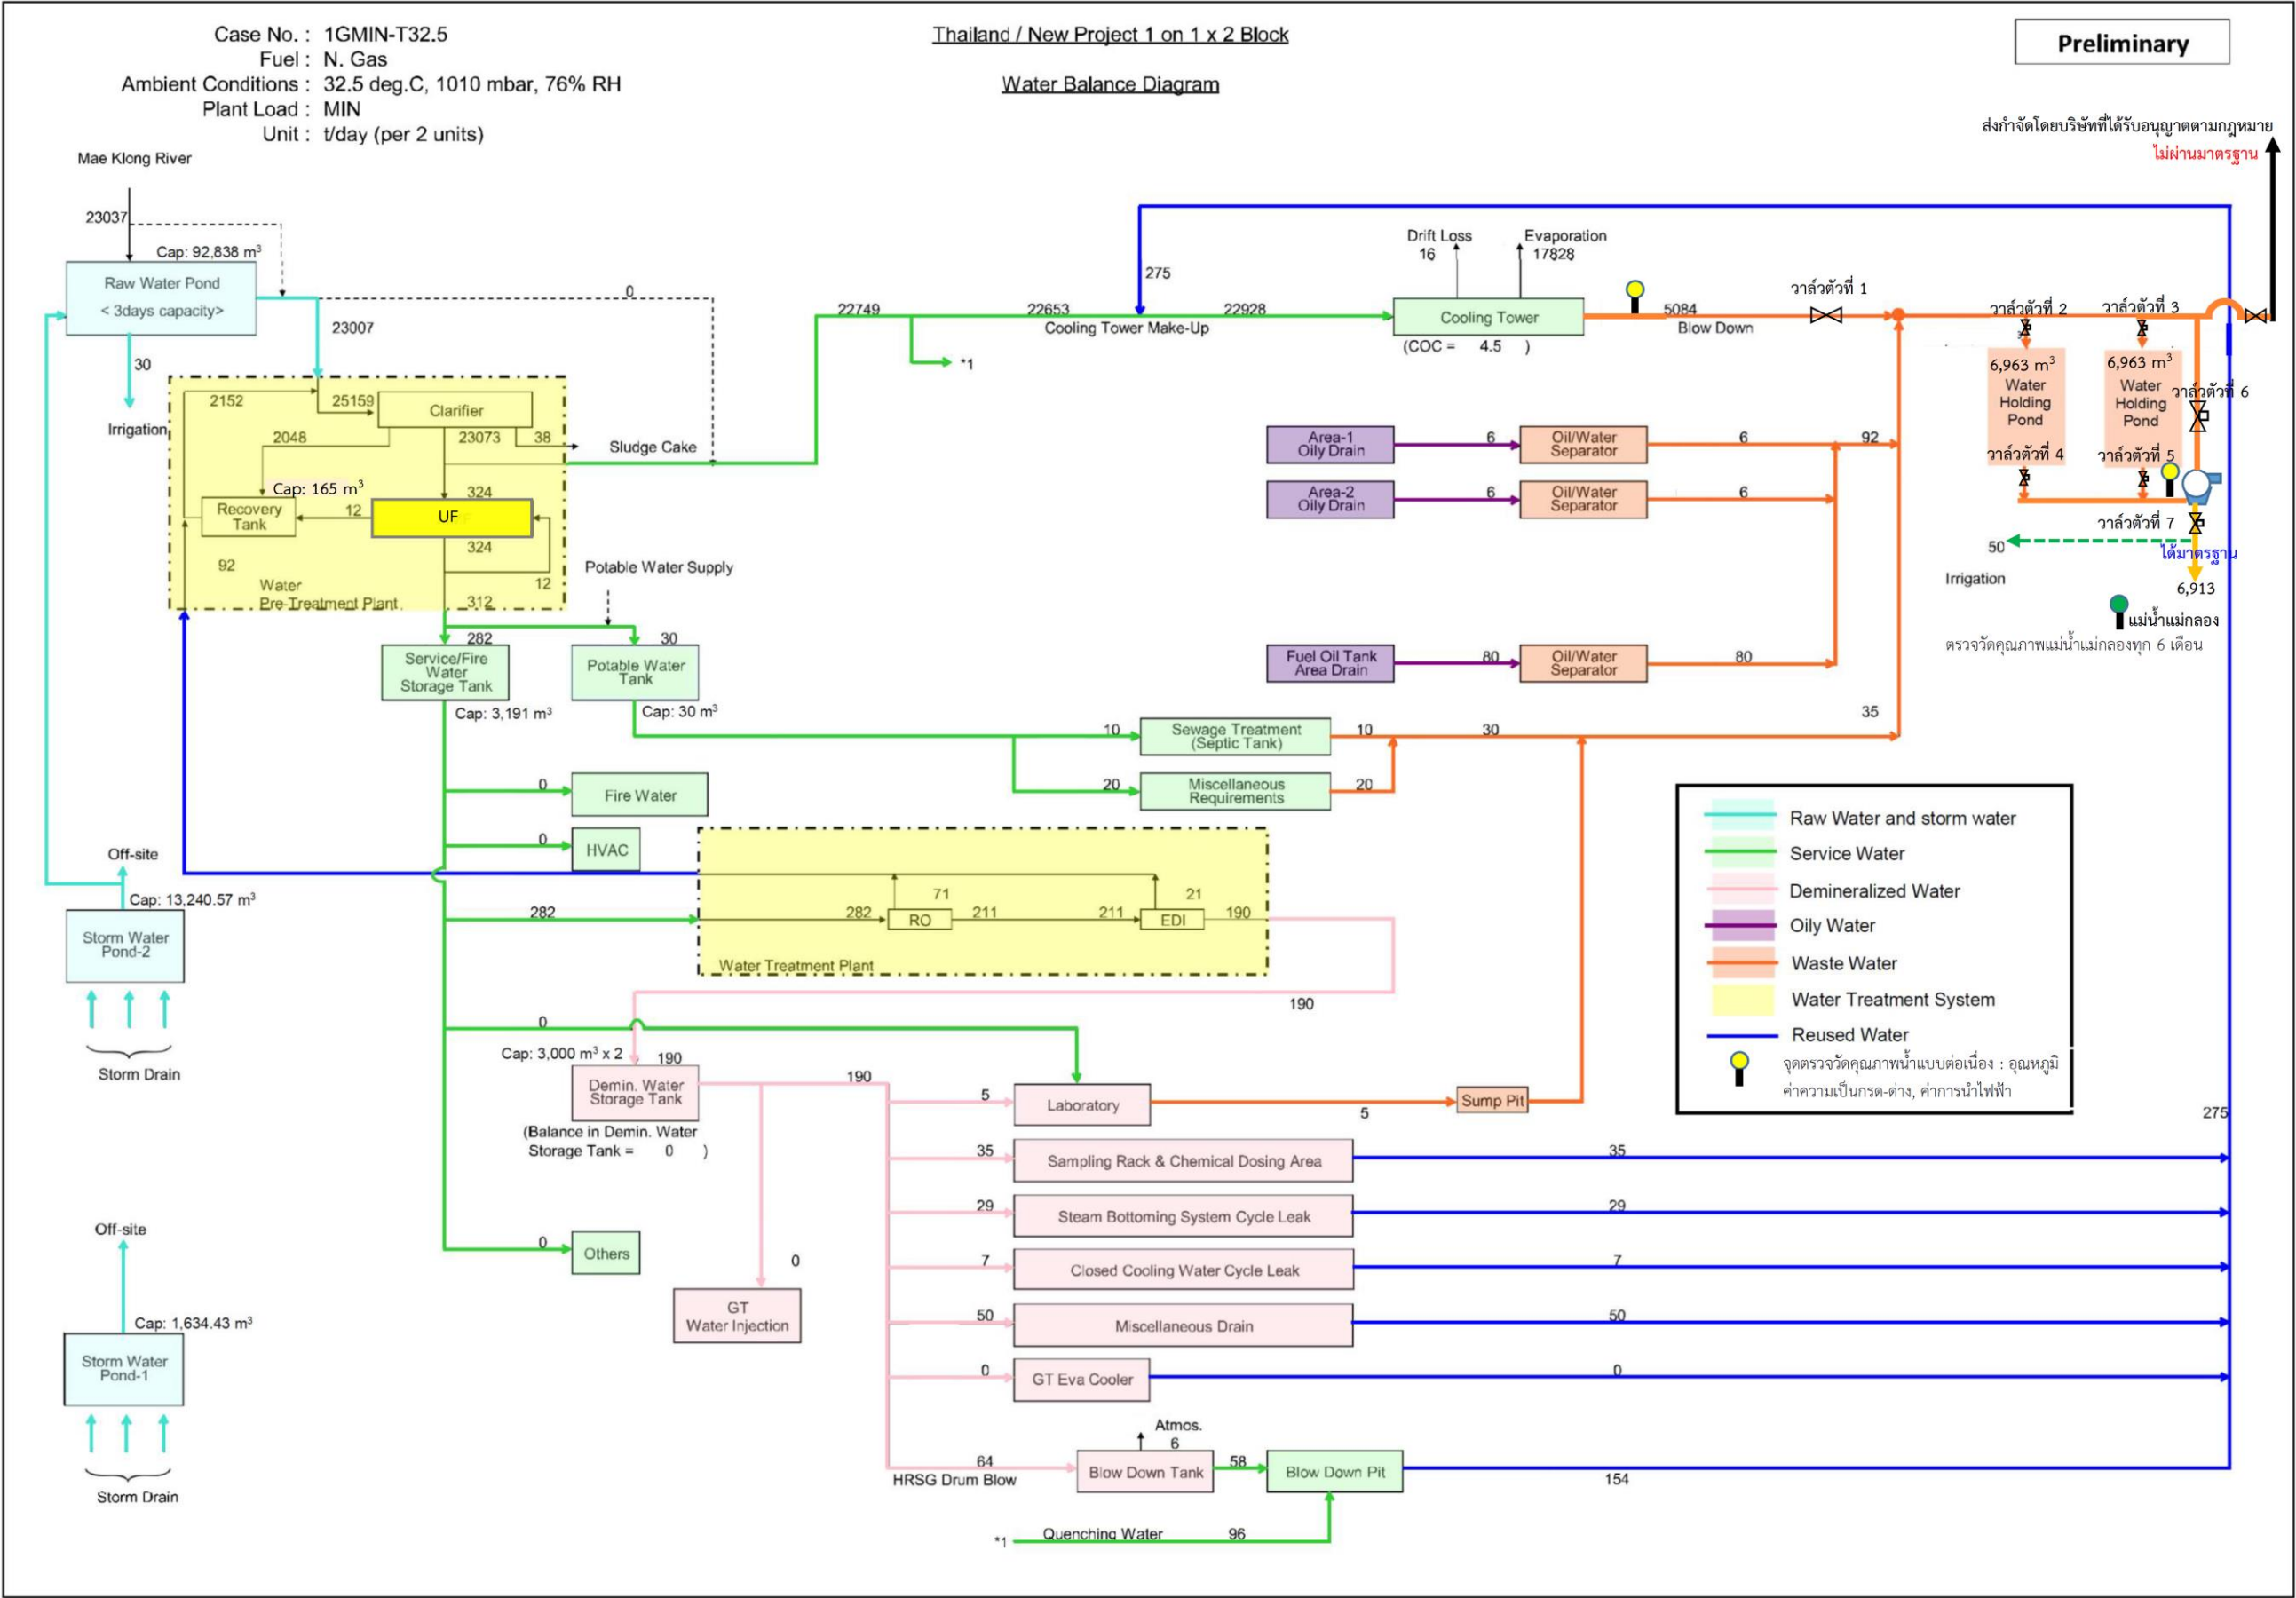 Case No. : 1GMIN-T32.5
Fuel : N. Gas
Ambient Conditions : 32.5 deg.C, 1010 mbar, 76% RH
Plant Load : MIN
Unit : t/day (per 2 units)
Thailand / New Project 1 on 1 x 2 Block
Water Balance Diagram
Preliminary
ส่งกำจัดโดยบริษัทที่ได้รับอนุญาตตามกฎหมาย
ไม่ผ่านมาตรฐาน
Mae Klong River
23037
Cap: 92,838 m³
Raw Water Pond
< 3days capacity>
0
23007
30
Irrigation
22749
*1
22653
Cooling Tower Make-Up
275
22928
Drift Loss
16
Evaporation
17828
Cooling Tower
(COC = 4.5 )
5084
Blow Down
วาล์วตัวที่ 1
วาล์วตัวที่ 2
วาล์วตัวที่ 3
6,963 m³
Water
Holding
Pond
6,963 m³
Water
Holding
Pond
วาล์วตัวที่ 6
วาล์วตัวที่ 4
วาล์วตัวที่ 5
วาล์วตัวที่ 7
50
ได้มาตรฐาน
Irrigation
6,913
แม่น้ำแม่กลอง
ตรวจวัดคุณภาพแม่น้ำแม่กลองทุก 6 เดือน
2152
25159
Clarifier
2048
23073
38
Sludge Cake
Cap: 165 m³
324
Recovery
Tank
12
UF
324
92
12
Water
Pre-Treatment Plant
312
Potable Water Supply
282
30
Service/Fire
Water
Storage Tank
Cap: 3,191 m³
Potable Water
Tank
Cap: 30 m³
Area-1
Oily Drain
6
Oil/Water
Separator
6
92
Area-2
Oily Drain
6
Oil/Water
Separator
6
Fuel Oil Tank
Area Drain
80
Oil/Water
Separator
80
35
10
Sewage Treatment
(Septic Tank)
10
30
20
Miscellaneous
Requirements
20
0
Fire Water
0
HVAC
71
21
282
282
RO
211
211
EDI
190
Water Treatment Plant
190
Off-site
Cap: 13,240.57 m³
Storm Water
Pond-2
Storm Drain
0
Cap: 3,000 m³ x 2
190
Demin. Water
Storage Tank
(Balance in Demin. Water
Storage Tank = 0 )
190
0
GT
Water Injection
0
Others
5
Laboratory
5
Sump Pit
35
Sampling Rack & Chemical Dosing Area
35
29
Steam Bottoming System Cycle Leak
29
7
Closed Cooling Water Cycle Leak
7
50
Miscellaneous Drain
50
0
GT Eva Cooler
0
Atmos.
6
64
HRSG Drum Blow
Blow Down Tank
58
Blow Down Pit
154
*1
Quenching Water
96
275
Off-site
Cap: 1,634.43 m³
Storm Water
Pond-1
Storm Drain
Raw Water and storm water
Service Water
Demineralized Water
Oily Water
Waste Water
Water Treatment System
Reused Water
จุดตรวจวัดคุณภาพน้ำแบบต่อเนื่อง : อุณหภูมิ
ค่าความเป็นกรด-ด่าง, ค่าการนำไฟฟ้า